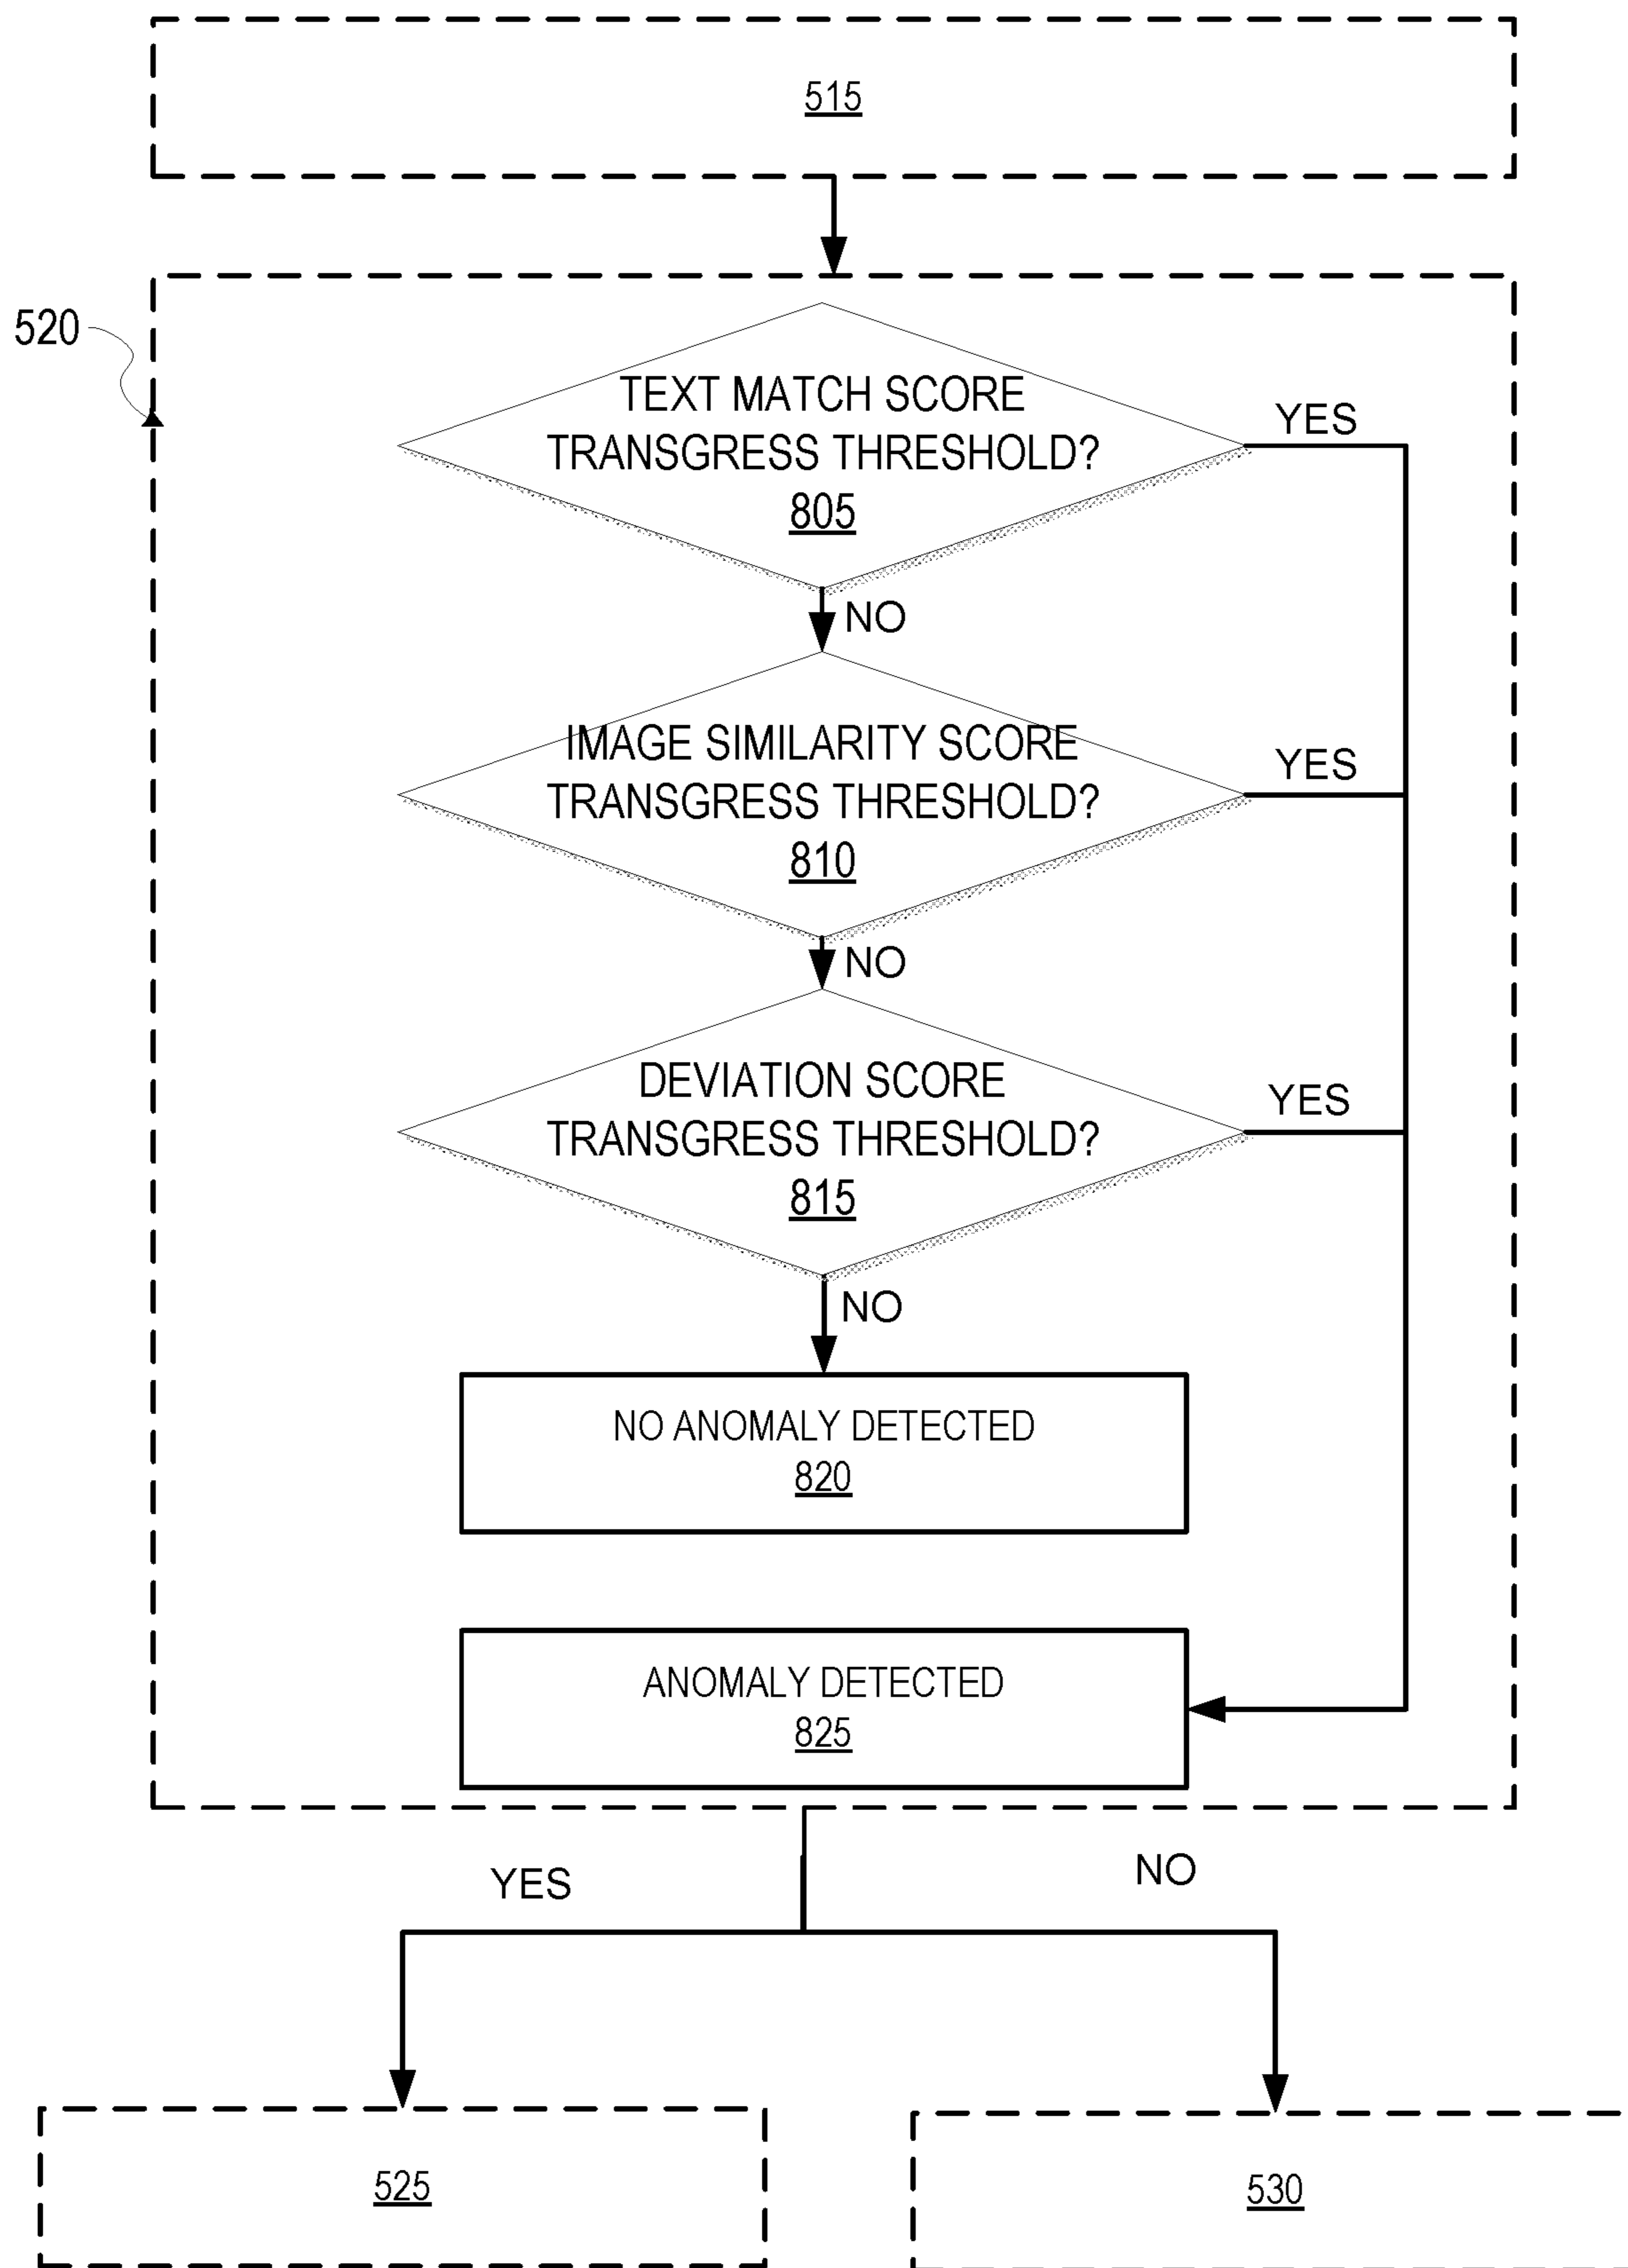 515
520
TEXT MATCH SCORE
TRANSGRESS THRESHOLD?
805
YES
NO
IMAGE SIMILARITY SCORE
TRANSGRESS THRESHOLD?
810
YES
NO
DEVIATION SCORE
TRANSGRESS THRESHOLD?
815
YES
NO
NO ANOMALY DETECTED
820
ANOMALY DETECTED
825
YES
NO
525
530